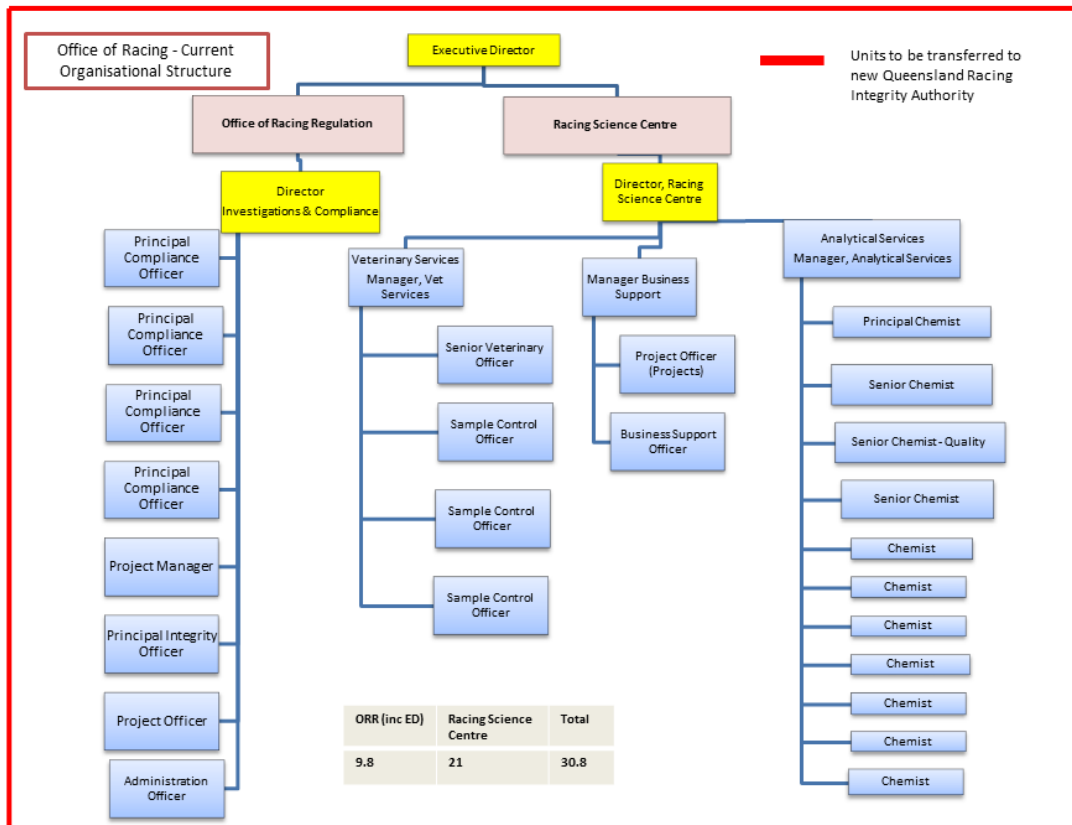 Office of Racing - Current
Organisational Structure
Executive Director
Units to be transferred to
new Queensland Racing
Integrity Authority
Office of Racing Regulation
Racing Science Centre
Director
Investigations & Compliance
Director, Racing
Science Centre
Principal
Compliance
Officer
Principal
Compliance
Officer
Principal
Compliance
Officer
Principal
Compliance
Officer
Project Manager
Principal Integrity
Officer
Project Officer
Administration
Officer
Veterinary Services
Manager, Vet
Services
Senior Veterinary
Officer
Sample Control
Officer
Sample Control
Officer
Sample Control
Officer
Manager Business
Support
Project Officer
(Projects)
Business Support
Officer
Analytical Services
Manager, Analytical Services
Principal Chemist
Senior Chemist
Senior Chemist - Quality
Senior Chemist
Chemist
Chemist
Chemist
Chemist
Chemist
Chemist
Chemist
ORR (inc ED) Racing Science Centre Total
9.8 21 30.8